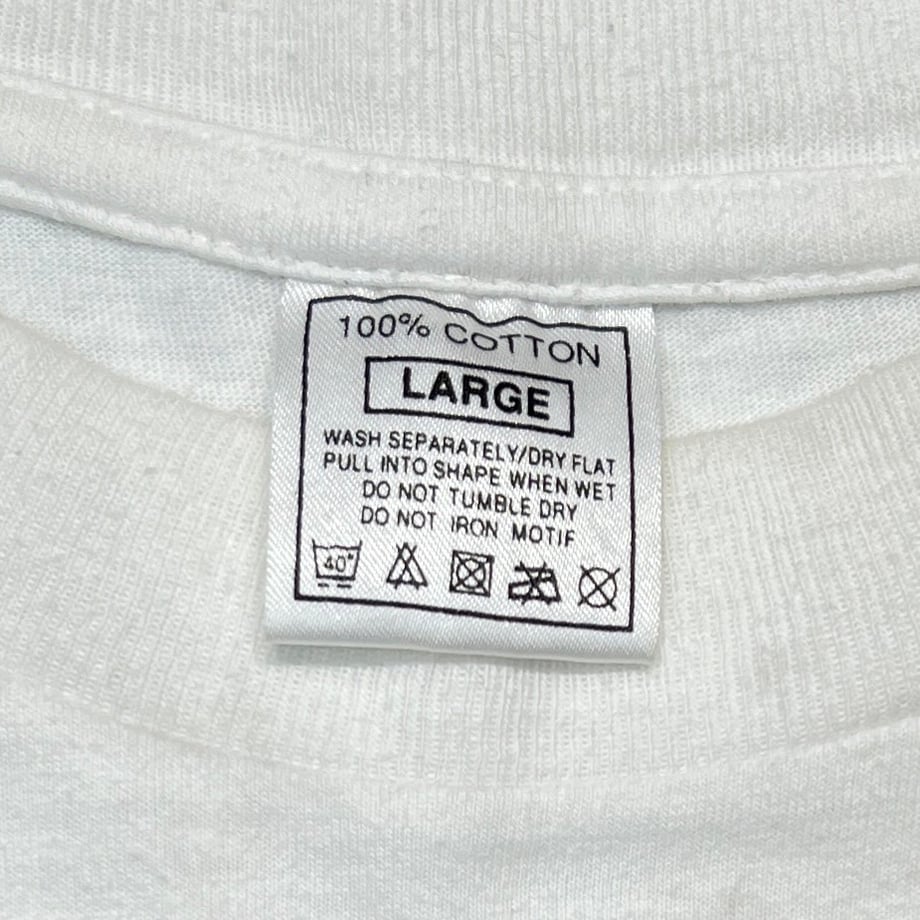 100% COTTON
LARGE
WASH SEPARATELY/DRY FLAT
PULL INTO SHAPE WHEN WET
DO NOT TUMBLE DRY
DO NOT IRON MOTIF
40°